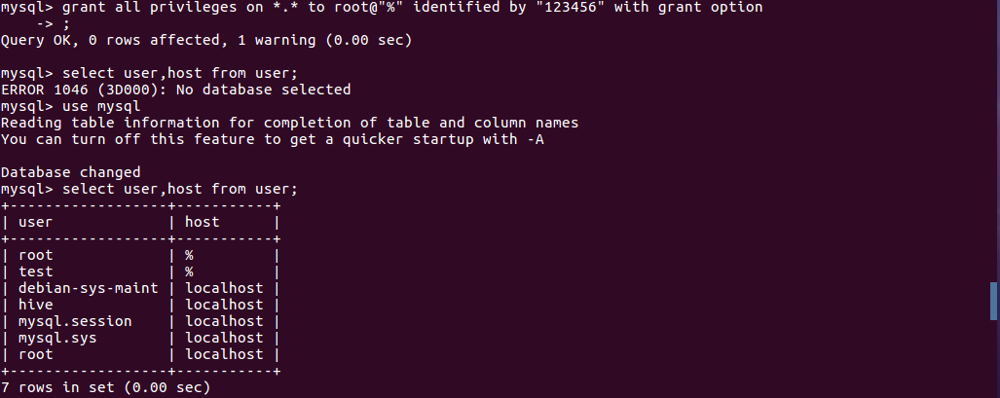 mysql> grant all privileges on *.* to root@"%" identified by "123456" with grant option
    -> ;
Query OK, 0 rows affected, 1 warning (0.00 sec)

mysql> select user,host from user;
ERROR 1046 (3D000): No database selected
mysql> use mysql
Reading table information for completion of table and column names
You can turn off this feature to get a quicker startup with -A

Database changed
mysql> select user,host from user;
+------------------+-----------+
| user             | host      |
+------------------+-----------+
| root             | %         |
| test             | %         |
| debian-sys-maint | localhost |
| hive             | localhost |
| mysql.session    | localhost |
| mysql.sys        | localhost |
| root             | localhost |
+------------------+-----------+
7 rows in set (0.00 sec)